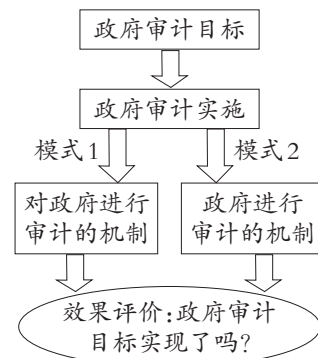 政府审计目标
政府审计实施
模式1
模式2
对政府进行
审计的机制
政府进行
审计的机制
效果评价:政府审计
目标实现了吗?